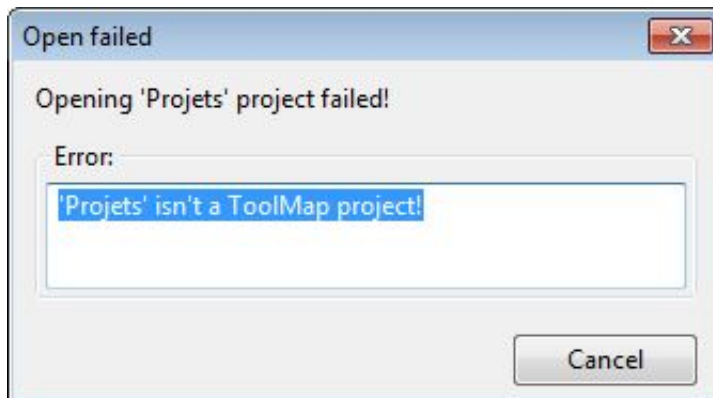 Open failed
Opening 'Projets' project failed!
Error:
'Projets' isn't a ToolMap project!
Cancel